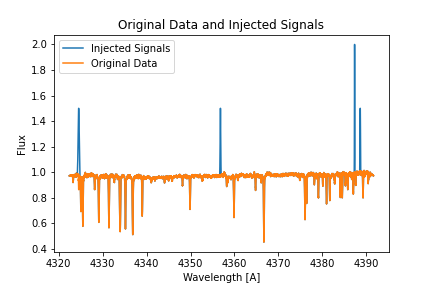 Original Data and Injected Signals
Injected Signals
Original Data
2.0
1.8
1.6
1.4
1.2
1.0
0.8
0.6
0.4
Flux
4320 4330 4340 4350 4360 4370 4380 4390
Wavelength [A]